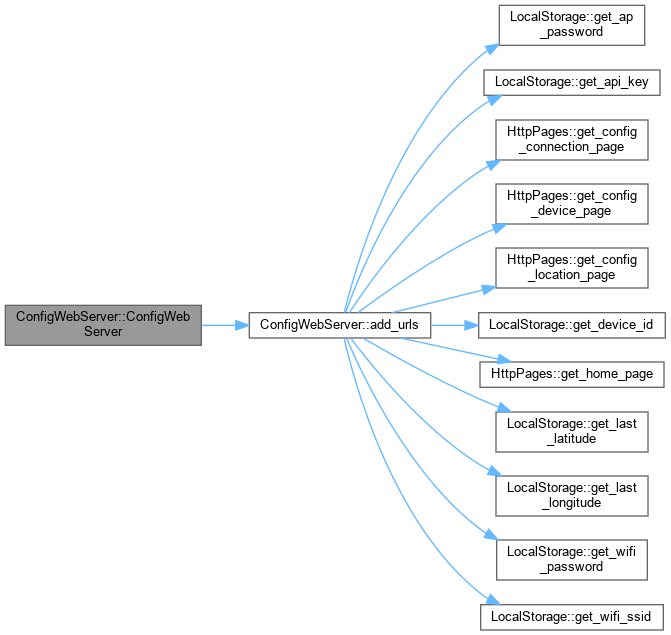 ConfigWebServer::ConfigWeb
Server
ConfigWebServer::add_urls
LocalStorage::get_ap
_password
LocalStorage::get_api_key
HttpPages::get_config
_connection_page
HttpPages::get_config
_device_page
HttpPages::get_config
_location_page
LocalStorage::get_device_id
HttpPages::get_home_page
LocalStorage::get_last
_latitude
LocalStorage::get_last
_longitude
LocalStorage::get_wifi
_password
LocalStorage::get_wifi_ssid